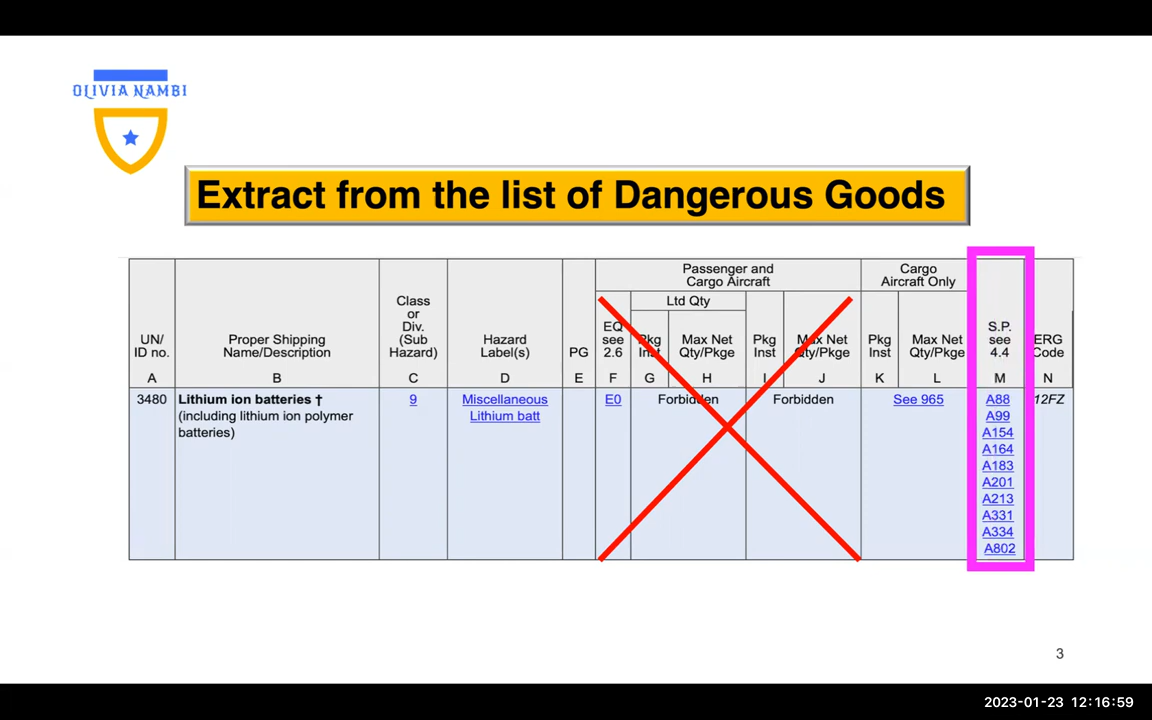 OLIVIA NAMBI
Extract from the list of Dangerous Goods
UN/
ID no.
A
Proper Shipping
Name/Description
B
Class
or
Div.
(Sub
Hazard)
C
Hazard
Label(s)
D
PG
E
Passenger and
Cargo Aircraft
EQ
see
2.6
F
Ltd Qty
Pkg
Inst
G
Max Net
Qty/Pkge
H
Pkg
Inst
I
Max Net
Qty/Pkge
J
Cargo
Aircraft Only
Pkg
Inst
K
Max Net
Qty/Pkge
L
S.P.
see
4.4
M
ERG
Code
N
3480
Lithium ion batteries †
(including lithium ion polymer
batteries)
9
Miscellaneous
Lithium batt
E0
Forbidden
Forbidden
See 965
A88
A99
A154
A164
A183
A201
A213
A331
A334
A802
12FZ
3
2023-01-23 12:16:59